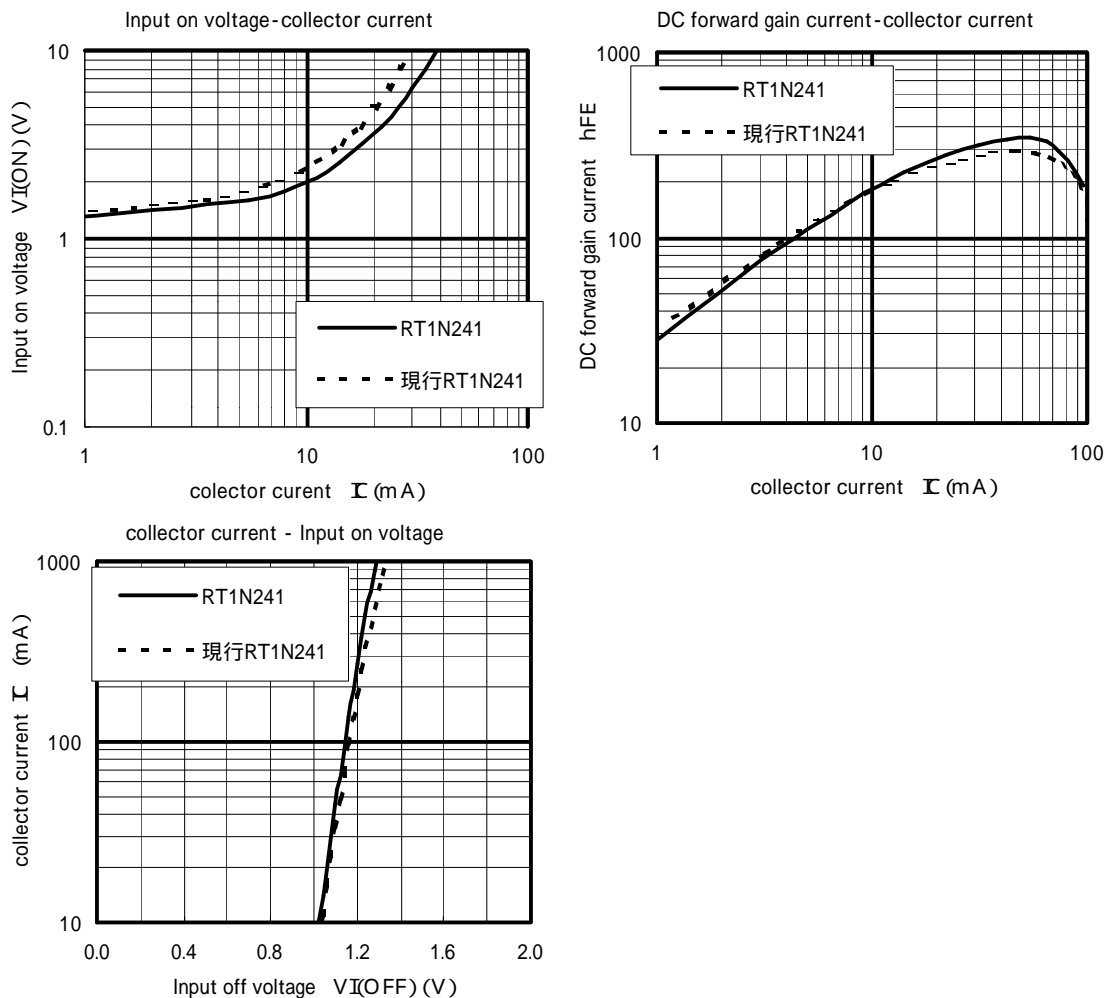 Input on voltage-collector current
10
1
0.1
Input on voltage VI(ON)(V)
RT1N241
現行RT1N241
1 10 100
colector curent IC(mA)
DC forward gain current-collector current
1000
100
10
DC forward gain current hFE
RT1N241
現行RT1N241
1 10 100
collector current IC(mA)
collector current - Input on voltage
1000
100
10
collector current IC (mA)
RT1N241
現行RT1N241
0.0 0.4 0.8 1.2 1.6 2.0
Input off voltage VI(OFF)(V)